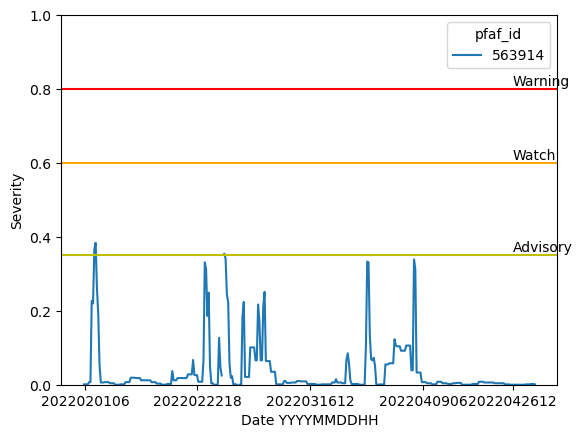 1.0
0.8
0.6
0.4
0.2
0.0
Severity
pfaf_id
563914
Warning
Watch
Advisory
2022020106
2022022218
2022031612
2022040906
2022042612
Date YYYYMMDDHH